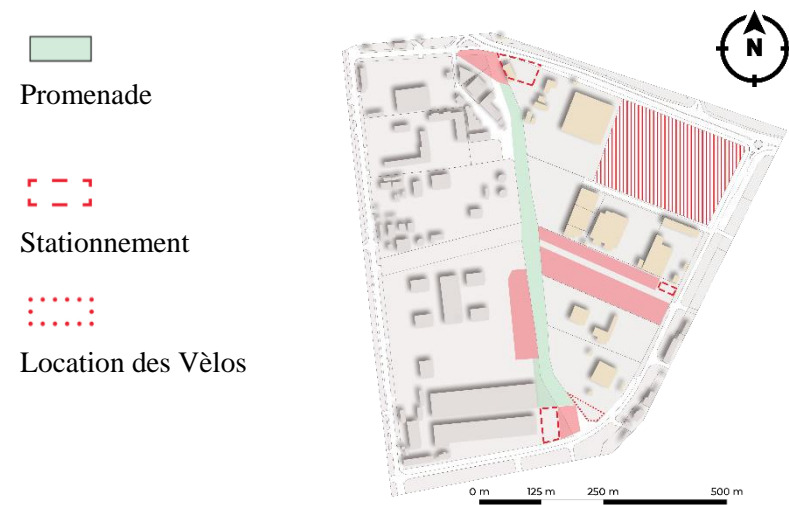 Promenade
Stationnement
Location des Vèlos
N
0 m 125 m 250 m 500 m